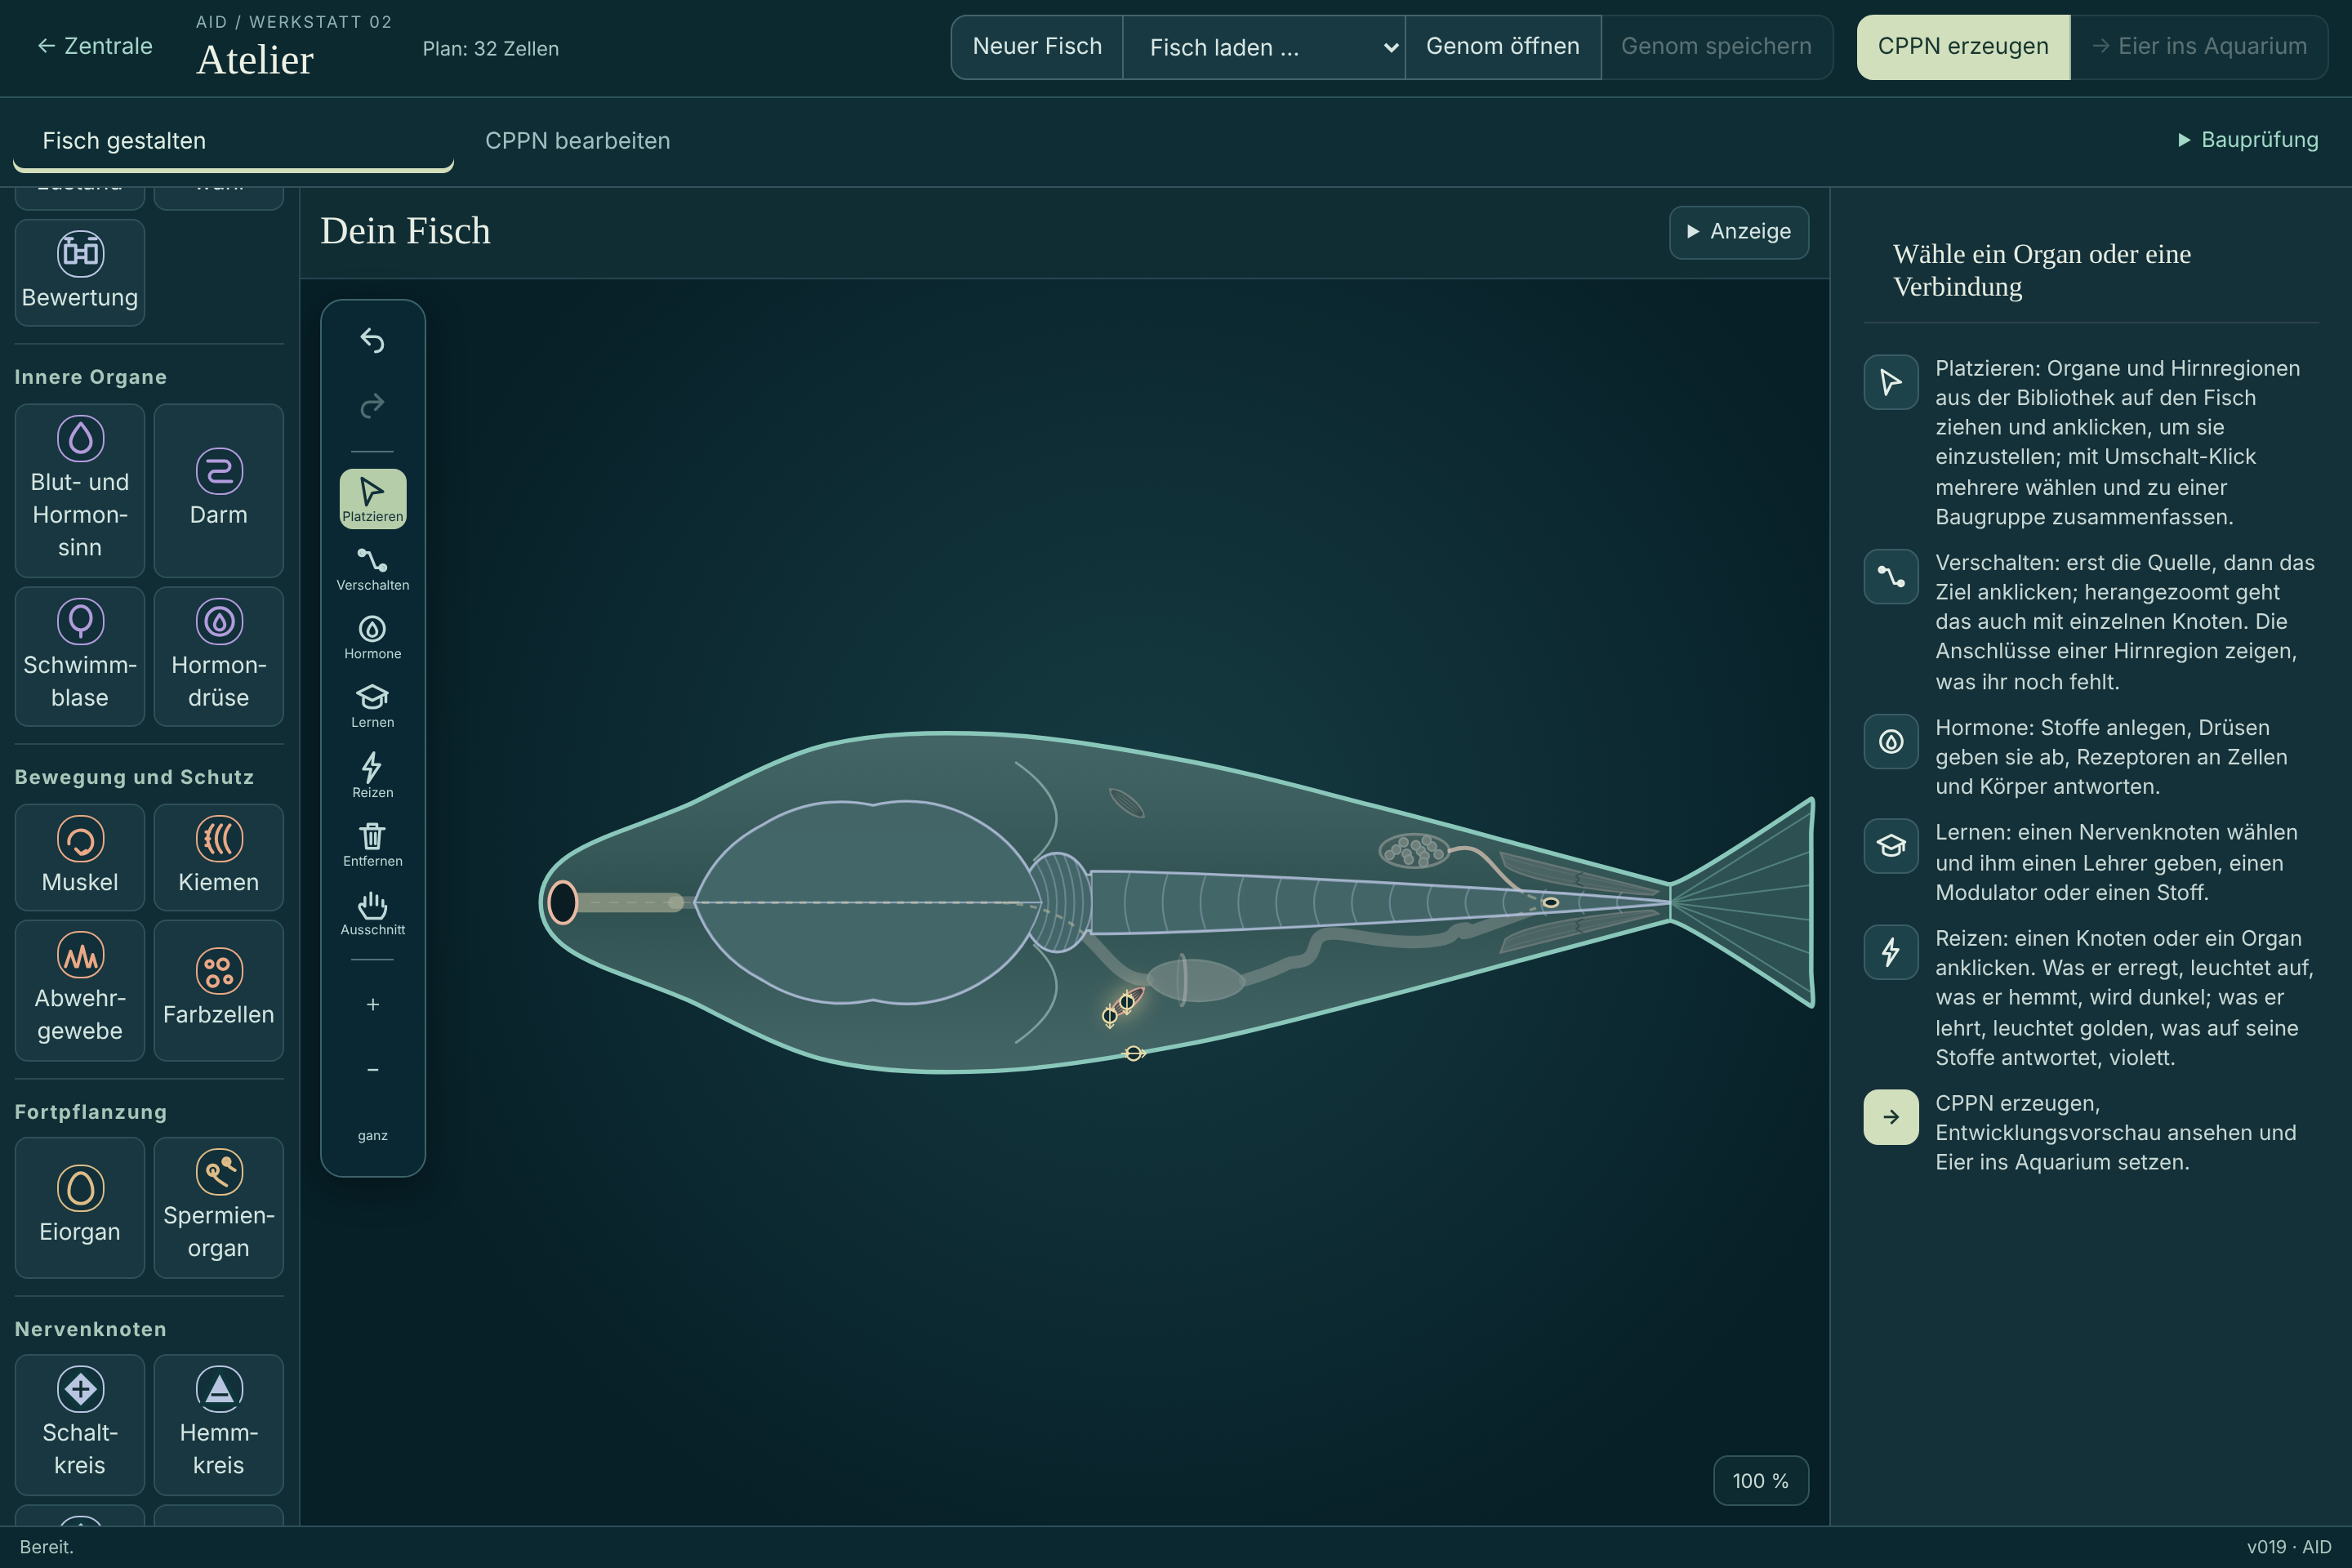 ← Zentrale
AID / WERKSTATT 02
Atelier
Plan: 32 Zellen
Neuer Fisch
Fisch laden ...
Genom öffnen
Genom speichern
CPPN erzeugen
→ Eier ins Aquarium
Fisch gestalten
CPPN bearbeiten
Bauprüfung
Bewertung
Innere Organe
Blut- und
Hormon-
sinn
Darm
Schwimm-
blase
Hormon-
drüse
Bewegung und Schutz
Muskel
Kiemen
Abwehr-
gewebe
Farbzellen
Fortpflanzung
Eiorgan
Spermien-
organ
Nervenknoten
Schalt-
kreis
Hemm-
kreis
Dein Fisch
Anzeige
Platzieren
Verschalten
Hormone
Lernen
Reizen
Entfernen
Ausschnitt
+
−
ganz
100 %
Wähle ein Organ oder eine
Verbindung
Platzieren: Organe und Hirnregionen
aus der Bibliothek auf den Fisch
ziehen und anklicken, um sie
einzustellen; mit Umschalt-Klick
mehrere wählen und zu einer
Baugruppe zusammenfassen.
Verschalten: erst die Quelle, dann das
Ziel anklicken; herangezoomt geht
das auch mit einzelnen Knoten. Die
Anschlüsse einer Hirnregion zeigen,
was ihr noch fehlt.
Hormone: Stoffe anlegen, Drüsen
geben sie ab, Rezeptoren an Zellen
und Körper antworten.
Lernen: einen Nervenknoten wählen
und ihm einen Lehrer geben, einen
Modulator oder einen Stoff.
Reizen: einen Knoten oder ein Organ
anklicken. Was er erregt, leuchtet auf,
was er hemmt, wird dunkel; was er
lehrt, leuchtet golden, was auf seine
Stoffe antwortet, violett.
CPPN erzeugen,
Entwicklungsvorschau ansehen und
Eier ins Aquarium setzen.
Bereit.
v019 · AID